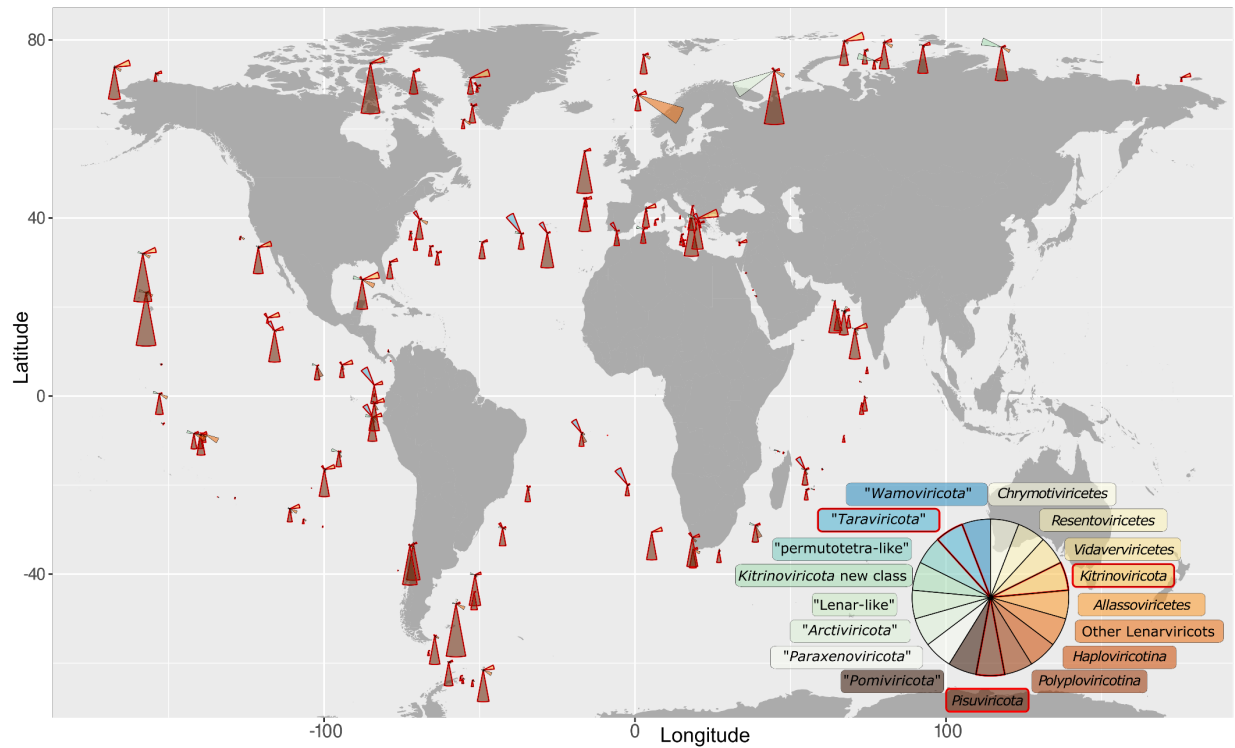 80
40
0
-40
Latitude
-100
0
100
Longitude
"Wamoviricota"
Chrymotiviricetes
"Taraviricota"
Resentoviricetes
"permutotetra-like"
Vidaverviricetes
Kitrinoviricota new class
Kitrinoviricota
"Lenar-like"
Allassoviricetes
"Arctiviricota"
Other Lenarviricots
"Paraxenoviricota"
Haploviricotina
"Pomiviricota"
Polyploviricotina
Pisuviricota